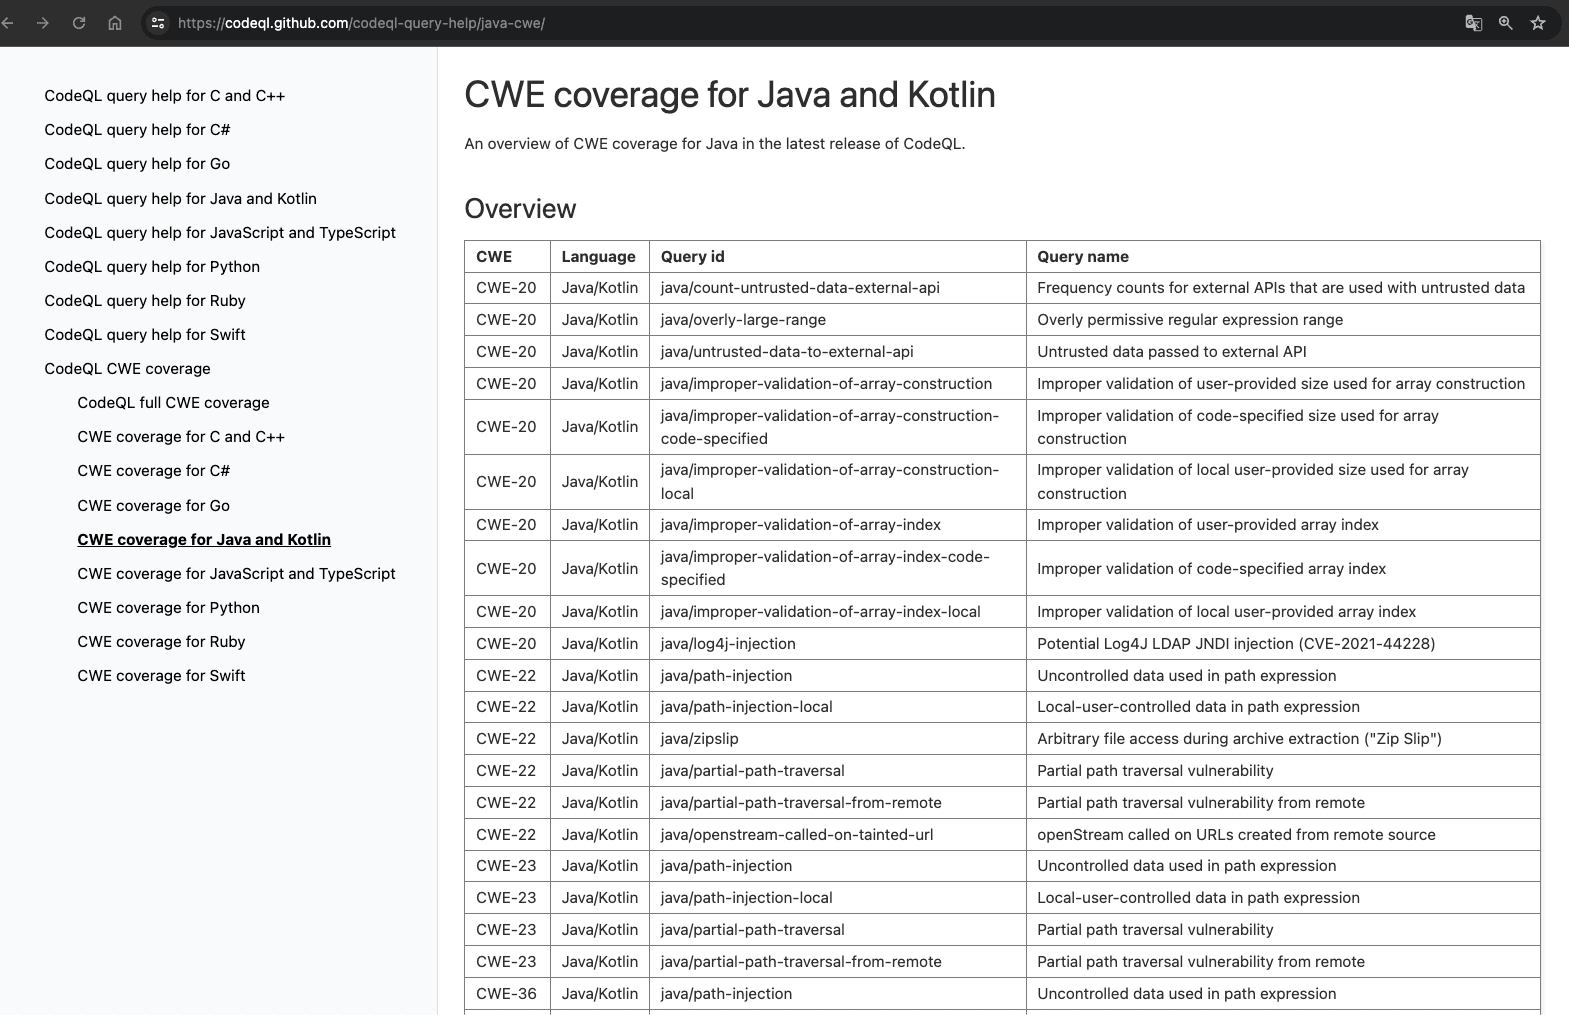 https://codeql.github.com/codeql-query-help/java-cwe/
CodeQL query help for C and C++
CodeQL query help for C#
CodeQL query help for Go
CodeQL query help for Java and Kotlin
CodeQL query help for JavaScript and TypeScript
CodeQL query help for Python
CodeQL query help for Ruby
CodeQL query help for Swift
CodeQL CWE coverage
CodeQL full CWE coverage
CWE coverage for C and C++
CWE coverage for C#
CWE coverage for Go
CWE coverage for Java and Kotlin
CWE coverage for JavaScript and TypeScript
CWE coverage for Python
CWE coverage for Ruby
CWE coverage for Swift
CWE coverage for Java and Kotlin
An overview of CWE coverage for Java in the latest release of CodeQL.
Overview
CWE Language Query id Query name
CWE-20 Java/Kotlin java/count-untrusted-data-external-api Frequency counts for external APIs that are used with untrusted data
CWE-20 Java/Kotlin java/overly-large-range Overly permissive regular expression range
CWE-20 Java/Kotlin java/untrusted-data-to-external-api Untrusted data passed to external API
CWE-20 Java/Kotlin java/improper-validation-of-array-construction Improper validation of user-provided size used for array construction
CWE-20 Java/Kotlin java/improper-validation-of-array-construction- Improper validation of code-specified size used for array
code-specified construction
CWE-20 Java/Kotlin java/improper-validation-of-array-construction- Improper validation of local user-provided size used for array
local construction
CWE-20 Java/Kotlin java/improper-validation-of-array-index Improper validation of user-provided array index
CWE-20 Java/Kotlin java/improper-validation-of-array-index-code- Improper validation of code-specified array index
specified
CWE-20 Java/Kotlin java/improper-validation-of-array-index-local Improper validation of local user-provided array index
CWE-20 Java/Kotlin java/log4j-injection Potential Log4J LDAP JNDI injection (CVE-2021-44228)
CWE-22 Java/Kotlin java/path-injection Uncontrolled data used in path expression
CWE-22 Java/Kotlin java/path-injection-local Local-user-controlled data in path expression
CWE-22 Java/Kotlin java/zipslip Arbitrary file access during archive extraction ("Zip Slip")
CWE-22 Java/Kotlin java/partial-path-traversal Partial path traversal vulnerability
CWE-22 Java/Kotlin java/partial-path-traversal-from-remote Partial path traversal vulnerability from remote
CWE-22 Java/Kotlin java/openstream-called-on-tainted-url openStream called on URLs created from remote source
CWE-23 Java/Kotlin java/path-injection Uncontrolled data used in path expression
CWE-23 Java/Kotlin java/path-injection-local Local-user-controlled data in path expression
CWE-23 Java/Kotlin java/partial-path-traversal Partial path traversal vulnerability
CWE-23 Java/Kotlin java/partial-path-traversal-from-remote Partial path traversal vulnerability from remote
CWE-36 Java/Kotlin java/path-injection Uncontrolled data used in path expression